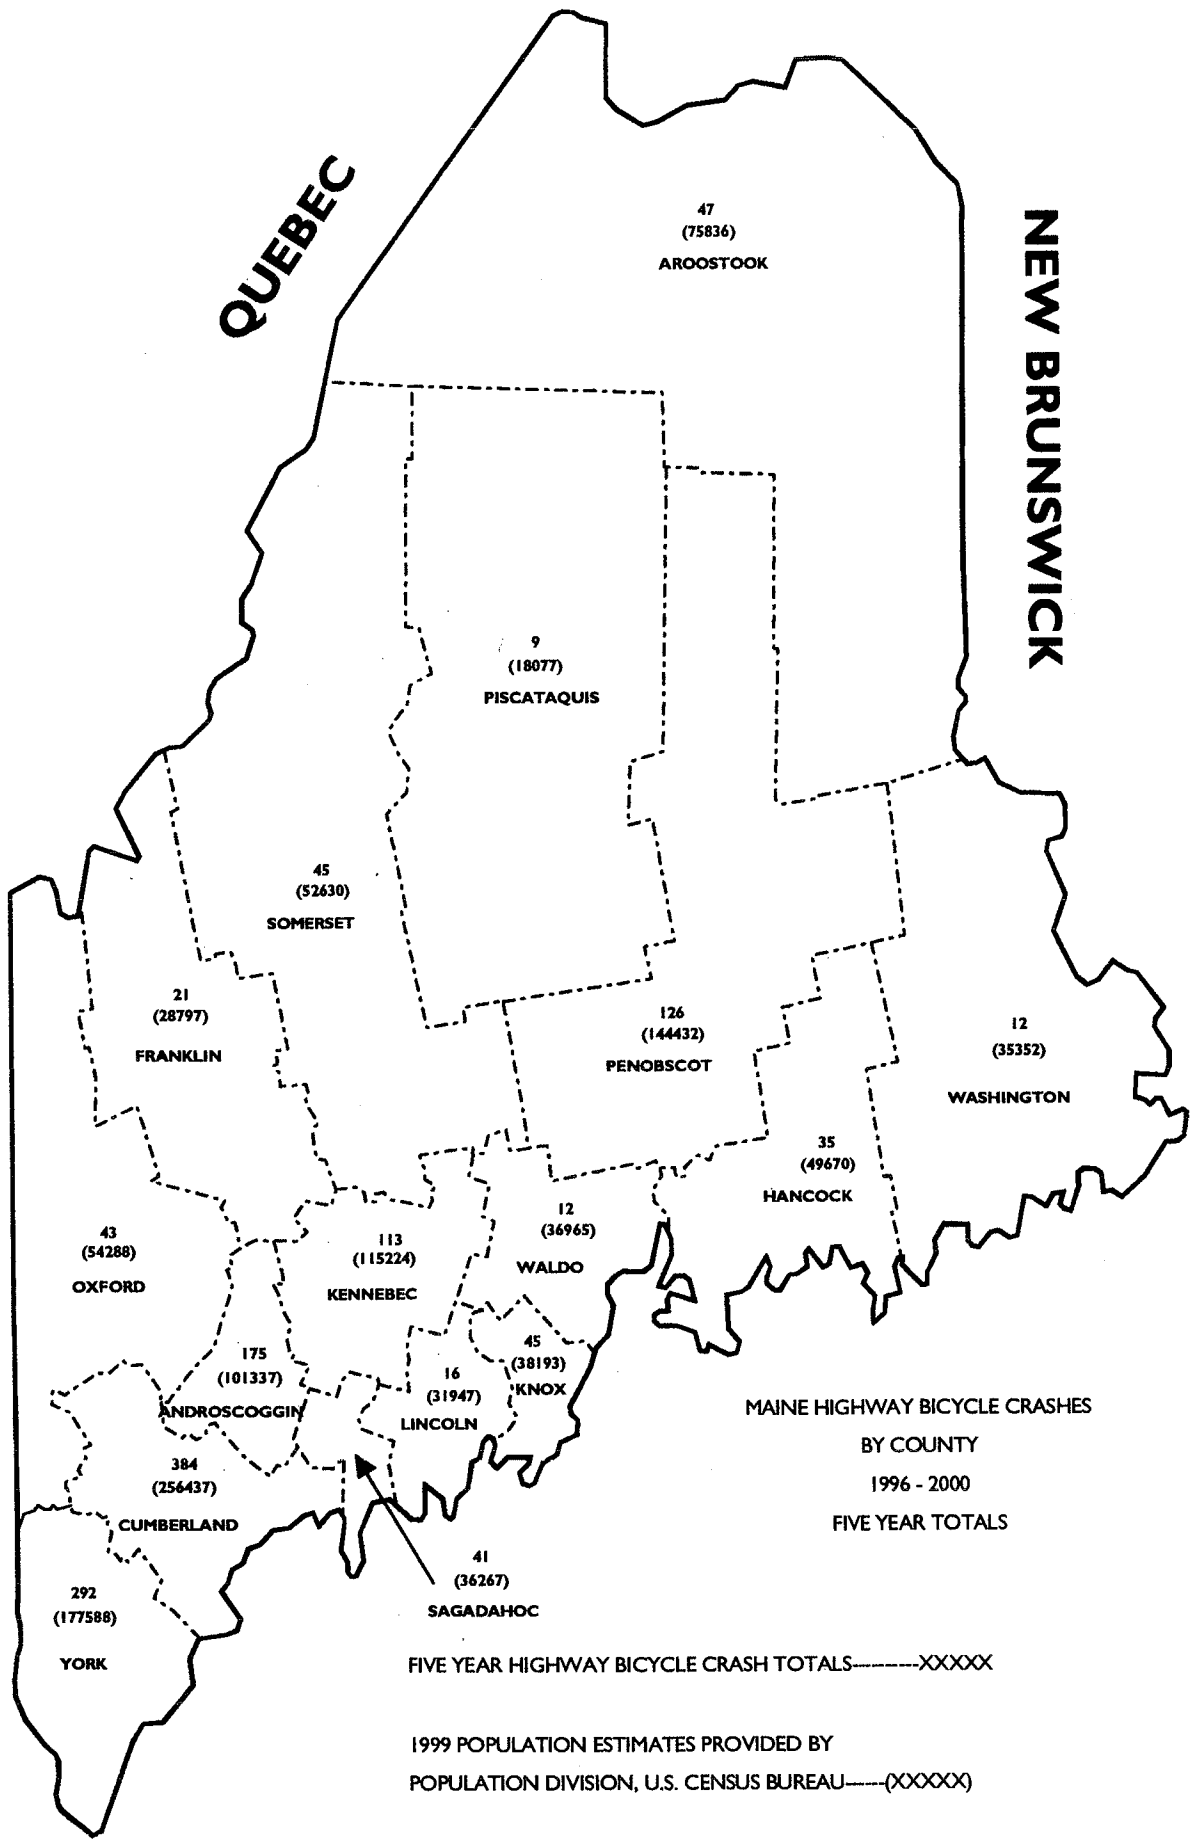 QUEBEC
NEW BRUNSWICK
47
(75836)
AROOSTOOK
9
(18077)
PISCATAQUIS
45
(52630)
SOMERSET
21
(28797)
FRANKLIN
126
(144432)
PENOBSCOT
12
(35352)
WASHINGTON
35
(49670)
HANCOCK
43
(54288)
OXFORD
113
(115224)
KENNEBEC
12
(36965)
WALDO
175
(101337)
ANDROSCOGGIN
16
(31947)
LINCOLN
45
(38193)
KNOX
384
(256437)
CUMBERLAND
292
(177588)
YORK
41
(36267)
SAGADAHOC
MAINE HIGHWAY BICYCLE CRASHES
BY COUNTY
1996 - 2000
FIVE YEAR TOTALS
FIVE YEAR HIGHWAY BICYCLE CRASH TOTALS---------XXXXX
1999 POPULATION ESTIMATES PROVIDED BY
POPULATION DIVISION, U.S. CENSUS BUREAU------(XXXXX)